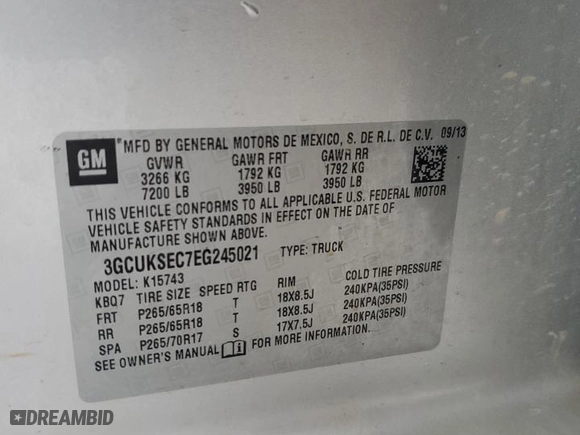 GM
*MFD BY GENERAL MOTORS DE MEXICO, S. DE R.L. DE C.V. 09/13
GVWR GAWR FRT GAWR RR
3266 KG 1792 KG 1792 KG
7200 LB 3950 LB 3950 LB
THIS VEHICLE CONFORMS TO ALL APPLICABLE U.S. FEDERAL MOTOR
VEHICLE SAFETY STANDARDS IN EFFECT ON THE DATE OF
MANUFACTURE SHOWN ABOVE.
3GCUKSEC7EG245021 TYPE: TRUCK
MODEL: K15743
KBQ7 TIRE SIZE SPEED RTG RIM COLD TIRE PRESSURE
FRT P265/65R18 T 18X8.5J 240KPA(35PSI)
RR P265/65R18 T 18X8.5J 240KPA(35PSI)
SPA P265/70R17 S 17X7.5J 240KPA(35PSI)
SEE OWNER'S MANUAL FOR MORE INFORMATION.
DREAMBID